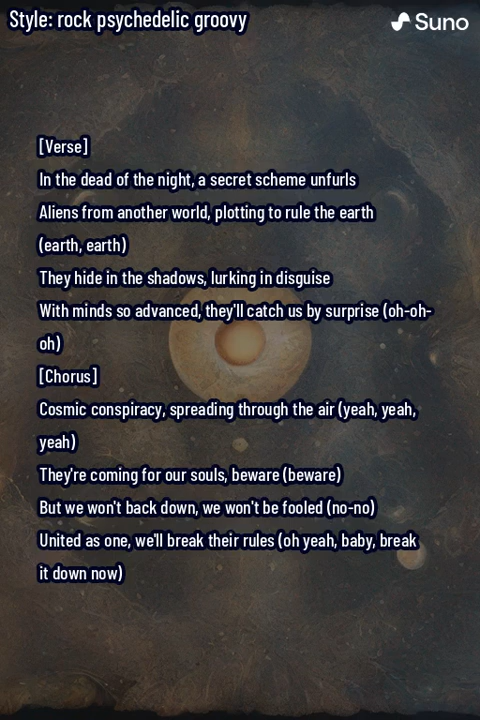 Style: rock psychedelic groovy
Suno
[Verse]
In the dead of the night, a secret scheme unfurls
Aliens from another world, plotting to rule the earth
(earth, earth)
They hide in the shadows, lurking in disguise
With minds so advanced, they'll catch us by surprise (oh-oh-
oh)
[Chorus]
Cosmic conspiracy, spreading through the air (yeah, yeah,
yeah)
They're coming for our souls, beware (beware)
But we won't back down, we won't be fooled (no-no)
United as one, we'll break their rules (oh yeah, baby, break
it down now)